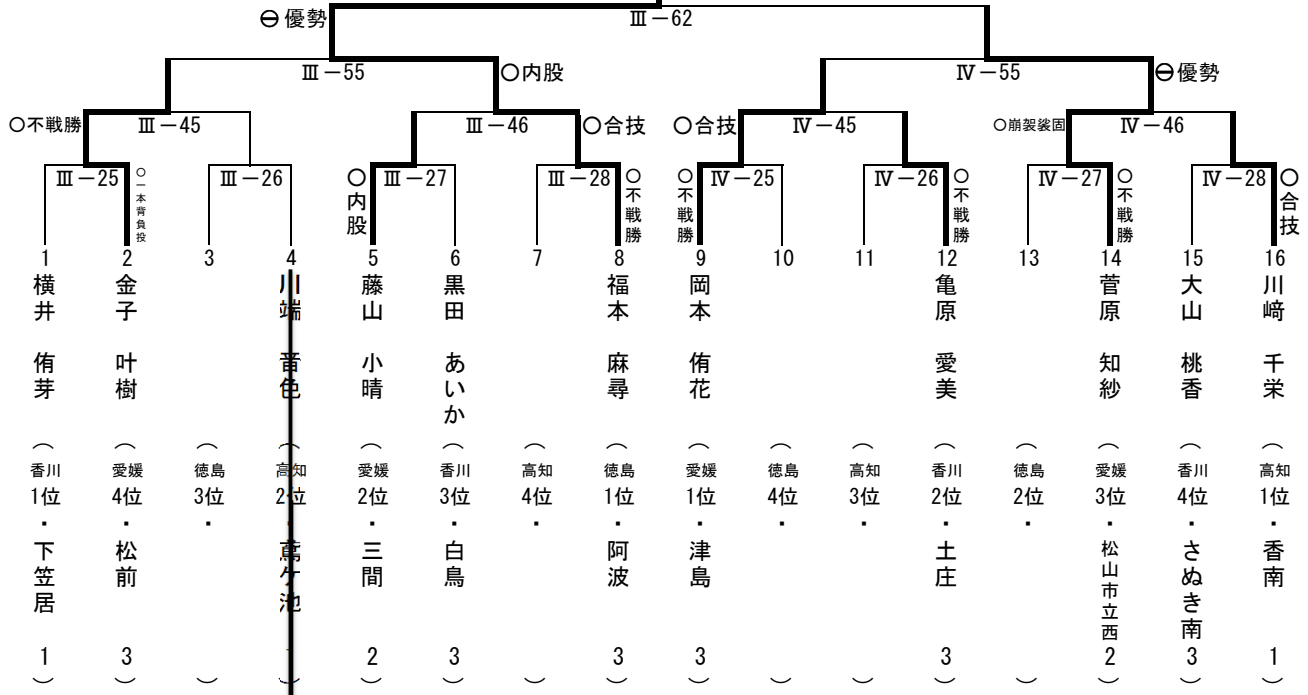 ⊖優勢
Ⅲ－62
Ⅲ－55
○内股
Ⅳ－55
⊖優勢
○不戦勝
Ⅲ－45
Ⅲ－46
○合技
○合技
Ⅳ－45
○崩袈裟固
Ⅳ－46
Ⅲ－25
○一本背負投
Ⅲ－26
○内股
Ⅲ－27
Ⅲ－28
○不戦勝
○不戦勝
Ⅳ－25
Ⅳ－26
○不戦勝
Ⅳ－27
○不戦勝
Ⅳ－28
○合技
1 横井 侑芽 （香川1位・下笠居 1）
2 金子 叶樹 （愛媛4位・松前 3）
3 （徳島3位・ ）
4 川端 音色 （高知2位・鳶ケ池 ）
5 藤山 小晴 （愛媛2位・三間 2）
6 黒田 あいか （香川3位・白鳥 3）
7 （高知4位・ ）
8 福本 麻尋 （徳島1位・阿波 3）
9 岡本 侑花 （愛媛1位・津島 3）
10 （徳島4位・ ）
11 （高知3位・ ）
12 亀原 愛美 （香川2位・土庄 3）
13 （徳島2位・ ）
14 菅原 知紗 （愛媛3位・松山市立西 2）
15 大山 桃香 （香川4位・さぬき南 3）
16 川﨑 千栄 （高知1位・香南 1）